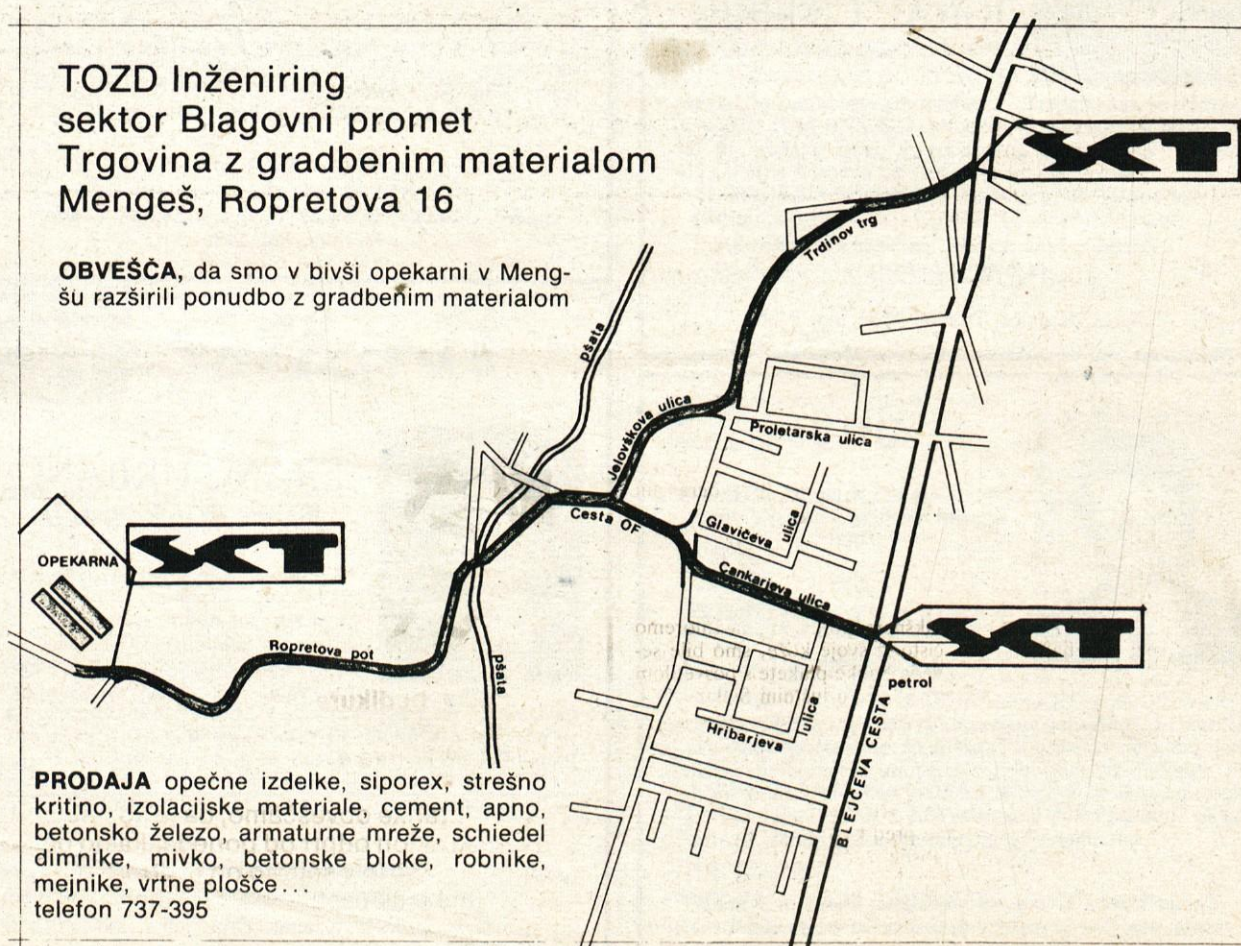 TOZD Inženiring
sektor Blagovni promet
Trgovina z gradbenim materialom
Mengeš, Ropretova 16
OBVEŠČA, da smo v bivši opekarni v Meng-
šu razširili ponudbo z gradbenim materialom
SCT
Trdinov trg
pšata
Jelovškova ulica
Proletarska ulica
Cesta OF
Glavičeva
ulica
Cankarjeva ulica
OPEKARNA
SCT
SCT
Ropretova pot
pšata
petrol
Hribarjeva
ulica
BLEJČEVA CESTA
PRODAJA opečne izdelke, siporex, strešno
kritino, izolacijske materiale, cement, apno,
betonsko železo, armaturne mreže, schiedel
dimnike, mivko, betonske bloke, robnike,
mejnike, vrtne plošče...
telefon 737-395